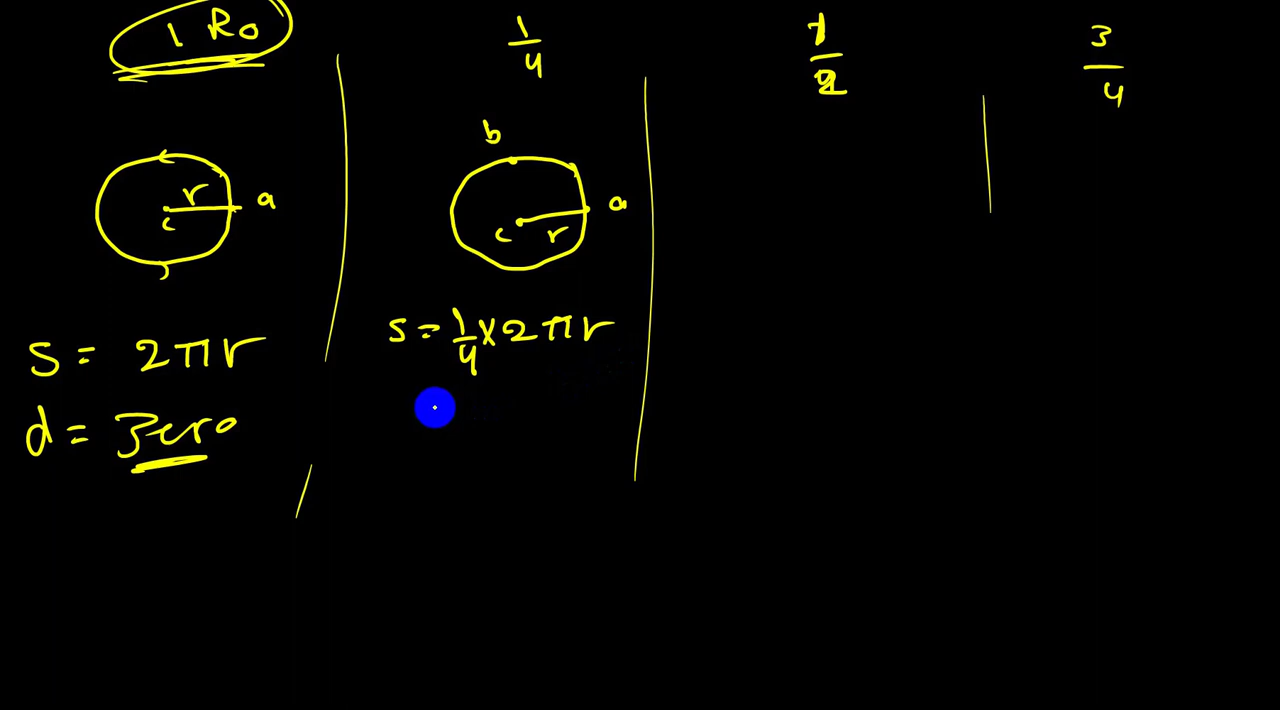 1 Ro
1/4
1/2
3/4
r
a
c
b
a
c
r
s = 2πr
d = Zero
s = 1/4 × 2πr